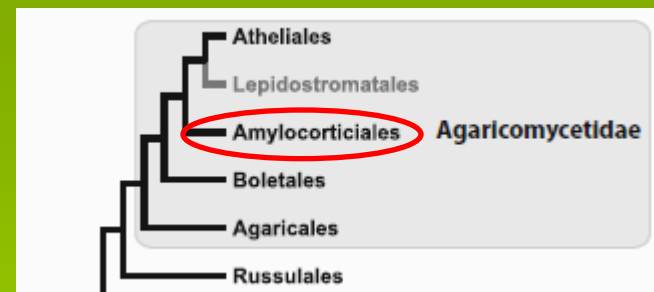 Atheliales
Lepidostromatales
Amylocorticiales Agaricomycetidae
Boletales
Agaricales
Russulales